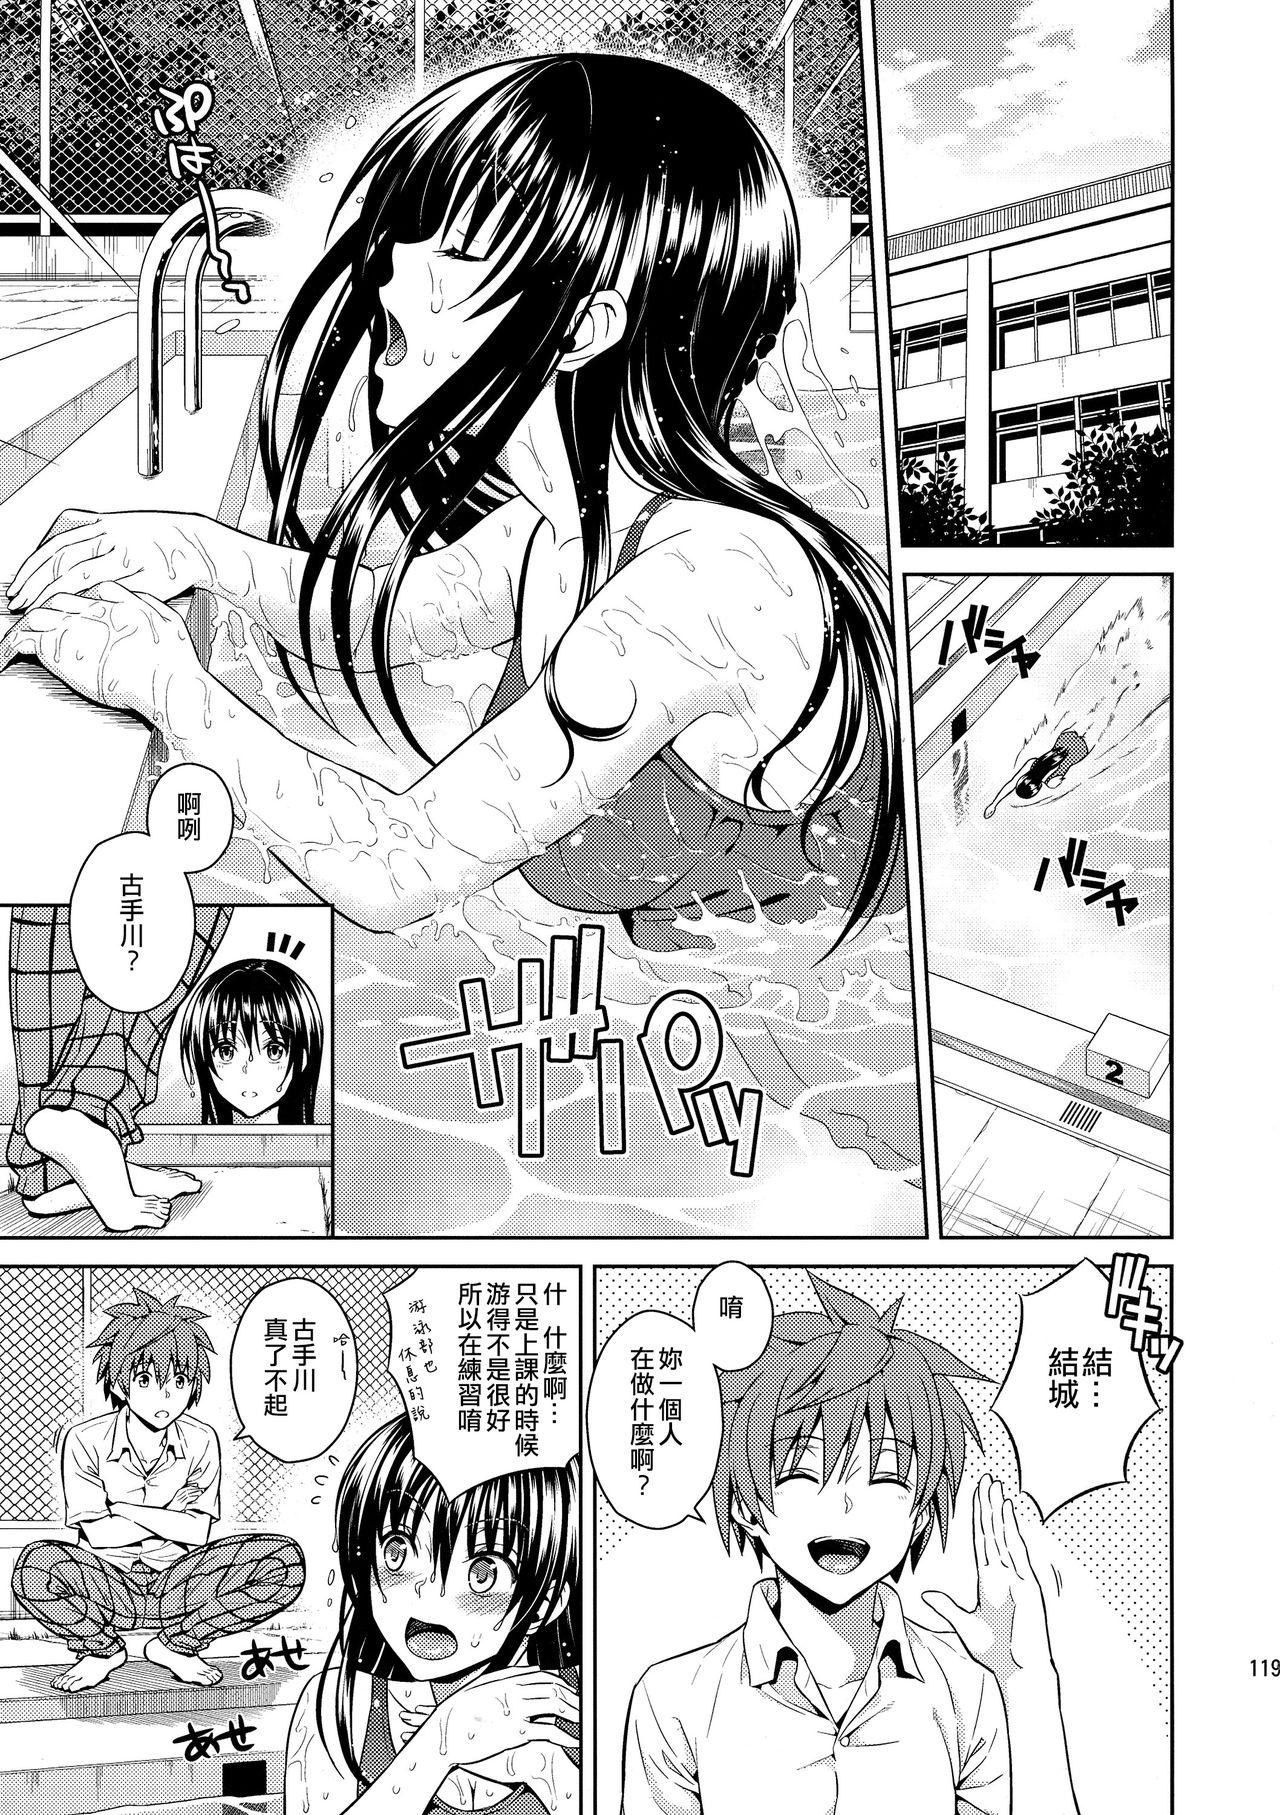 バシャ
バシャ
2
ぷはーっ
ザパッ
啊咧
古手川？
ドキッ
結…
結城
唷
妳一個人
在做什麼啊？
什 什麼啊…
只是上課的時候
游得不是很好
所以在練習唷
游泳部也
休息的說
哈〜
古手川
真了不起
あせ
あせ
119